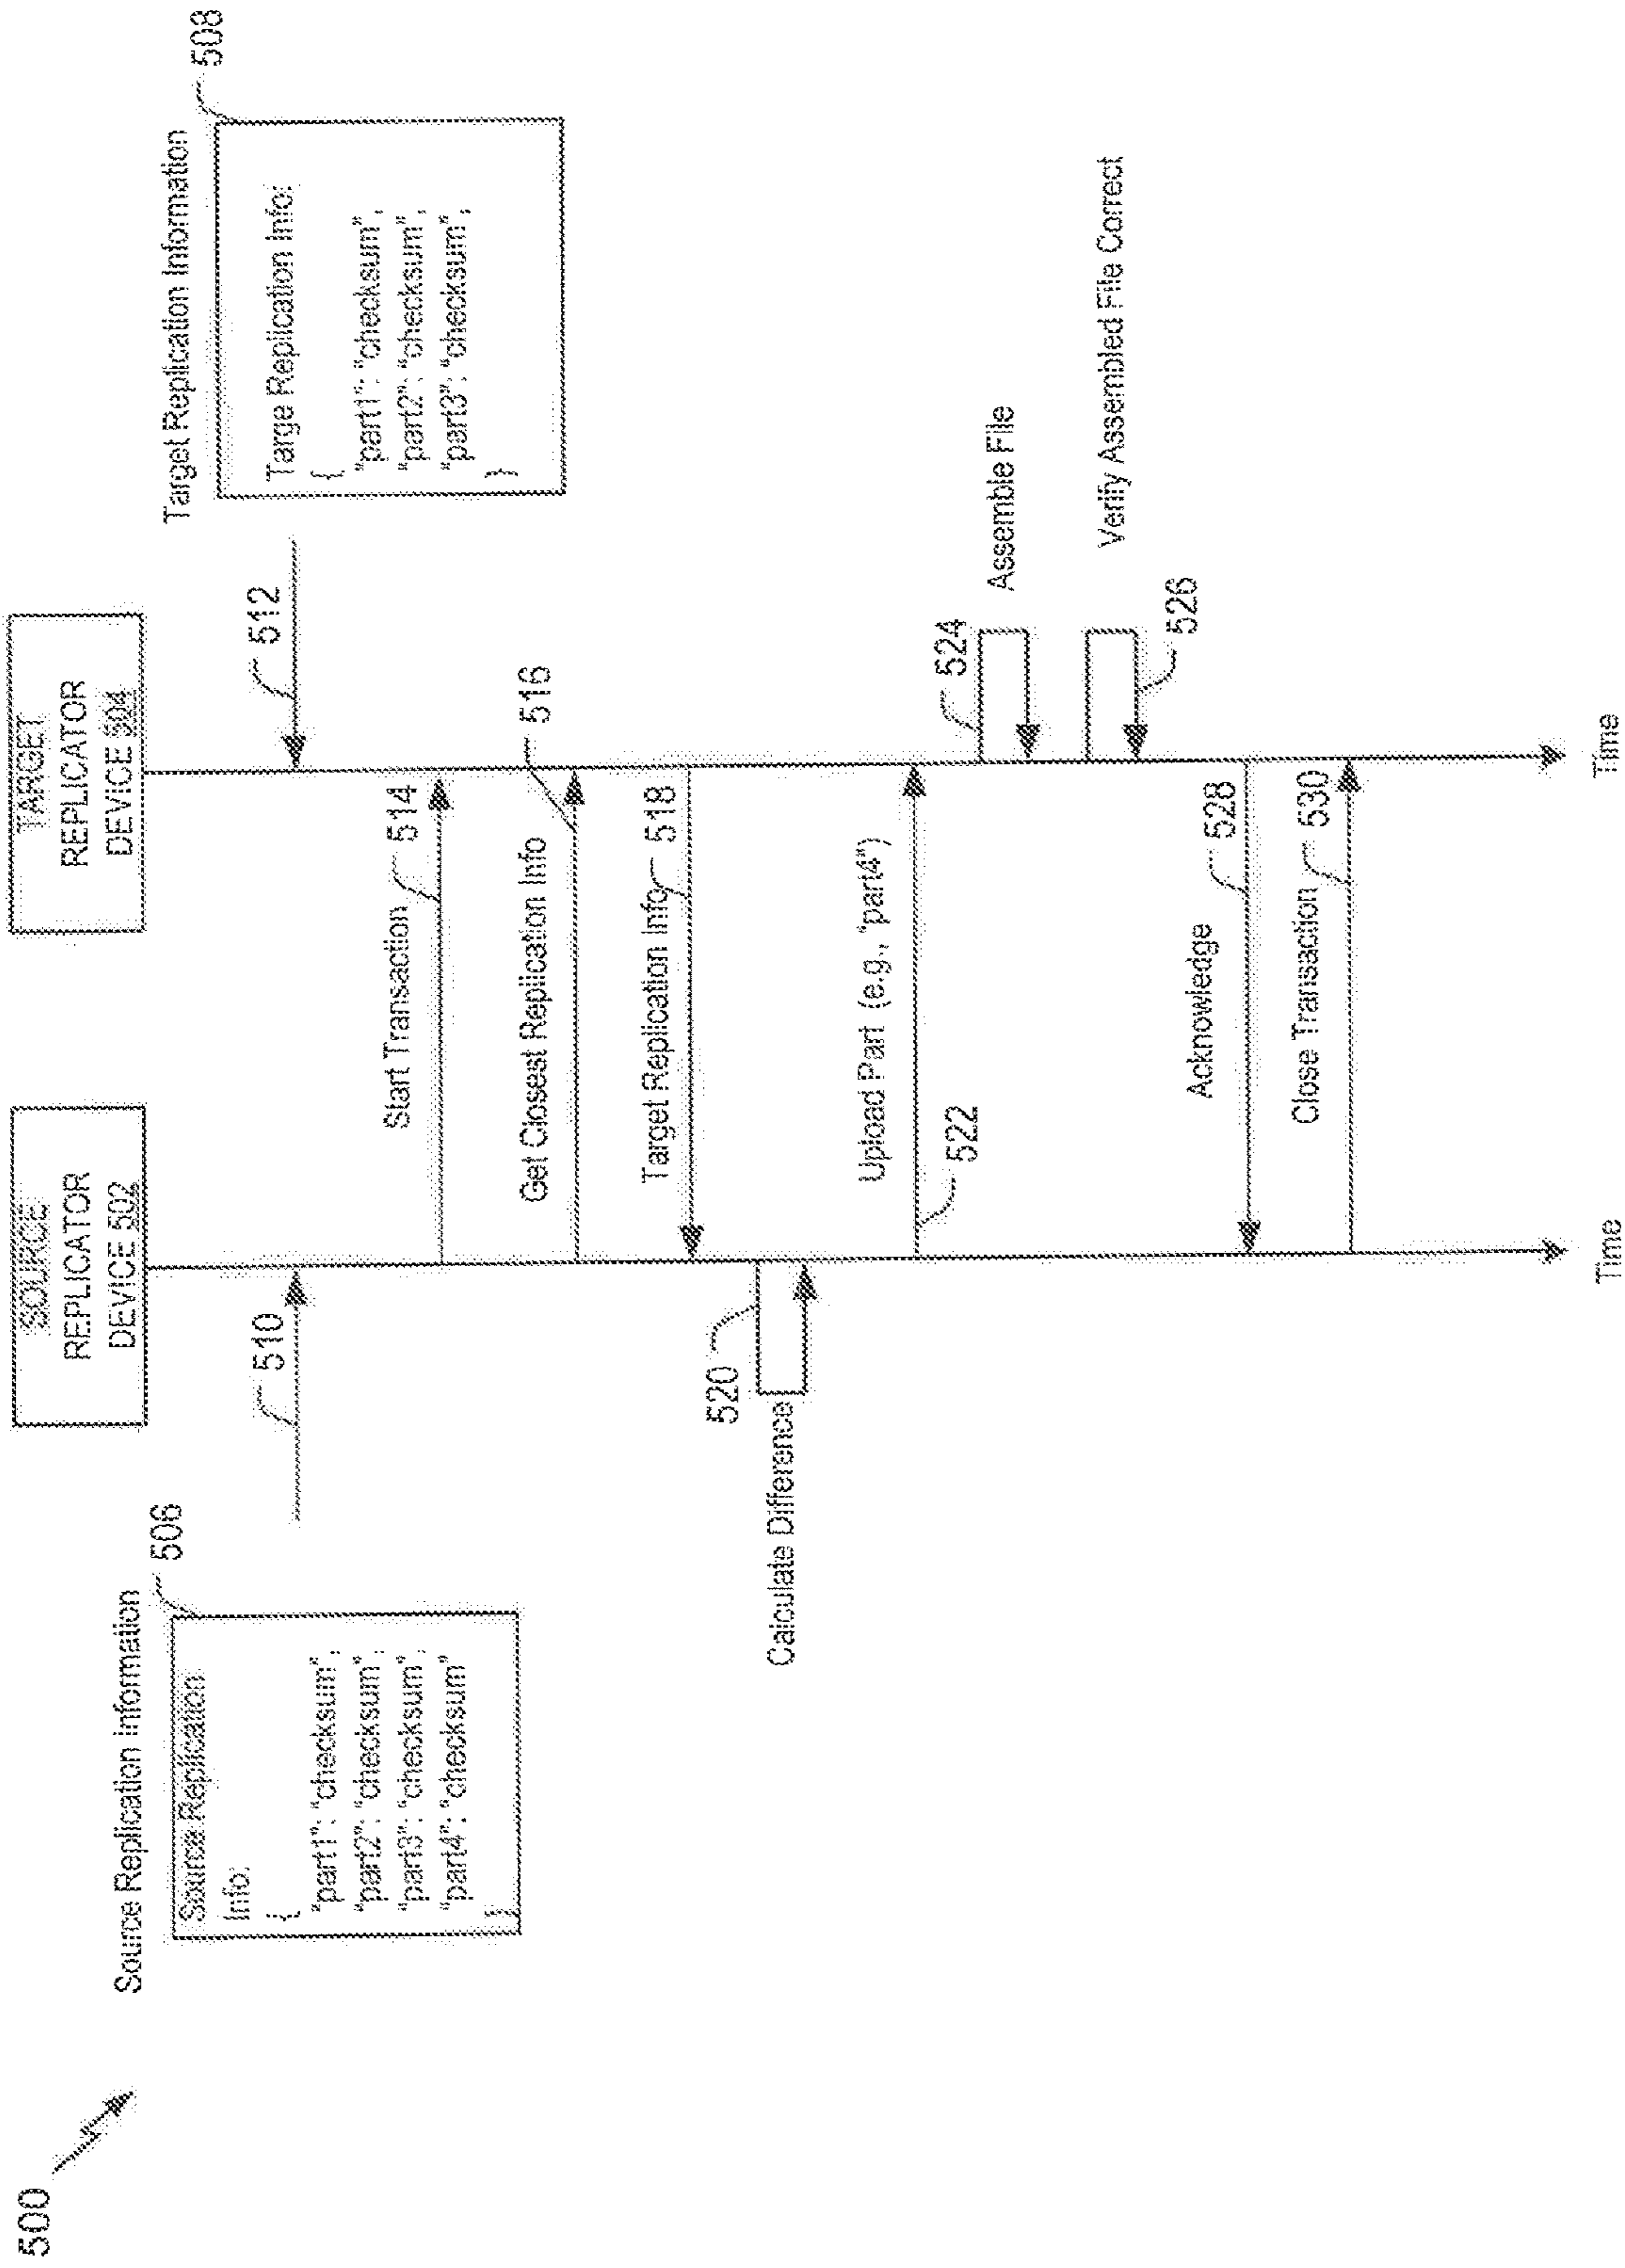 500
Source Replication Information
506
Source Replication
Info:
{
"part1": "checksum",
"part2": "checksum",
"part3": "checksum",
"part4": "checksum"
}
SOURCE
REPLICATOR
DEVICE 502
TARGET
REPLICATOR
DEVICE 504
Target Replication Information
508
Targe Replication Info:
{
"part1": "checksum",
"part2": "checksum",
"part3": "checksum",
}
510
512
Start Transaction
514
Get Closest Replication Info
516
Target Replication Info
518
520
Calculate Difference
Upload Part (e.g., "part4")
522
524
Assemble File
Verify Assembled File Correct
526
Acknowledge
528
Close Transaction
530
Time
Time